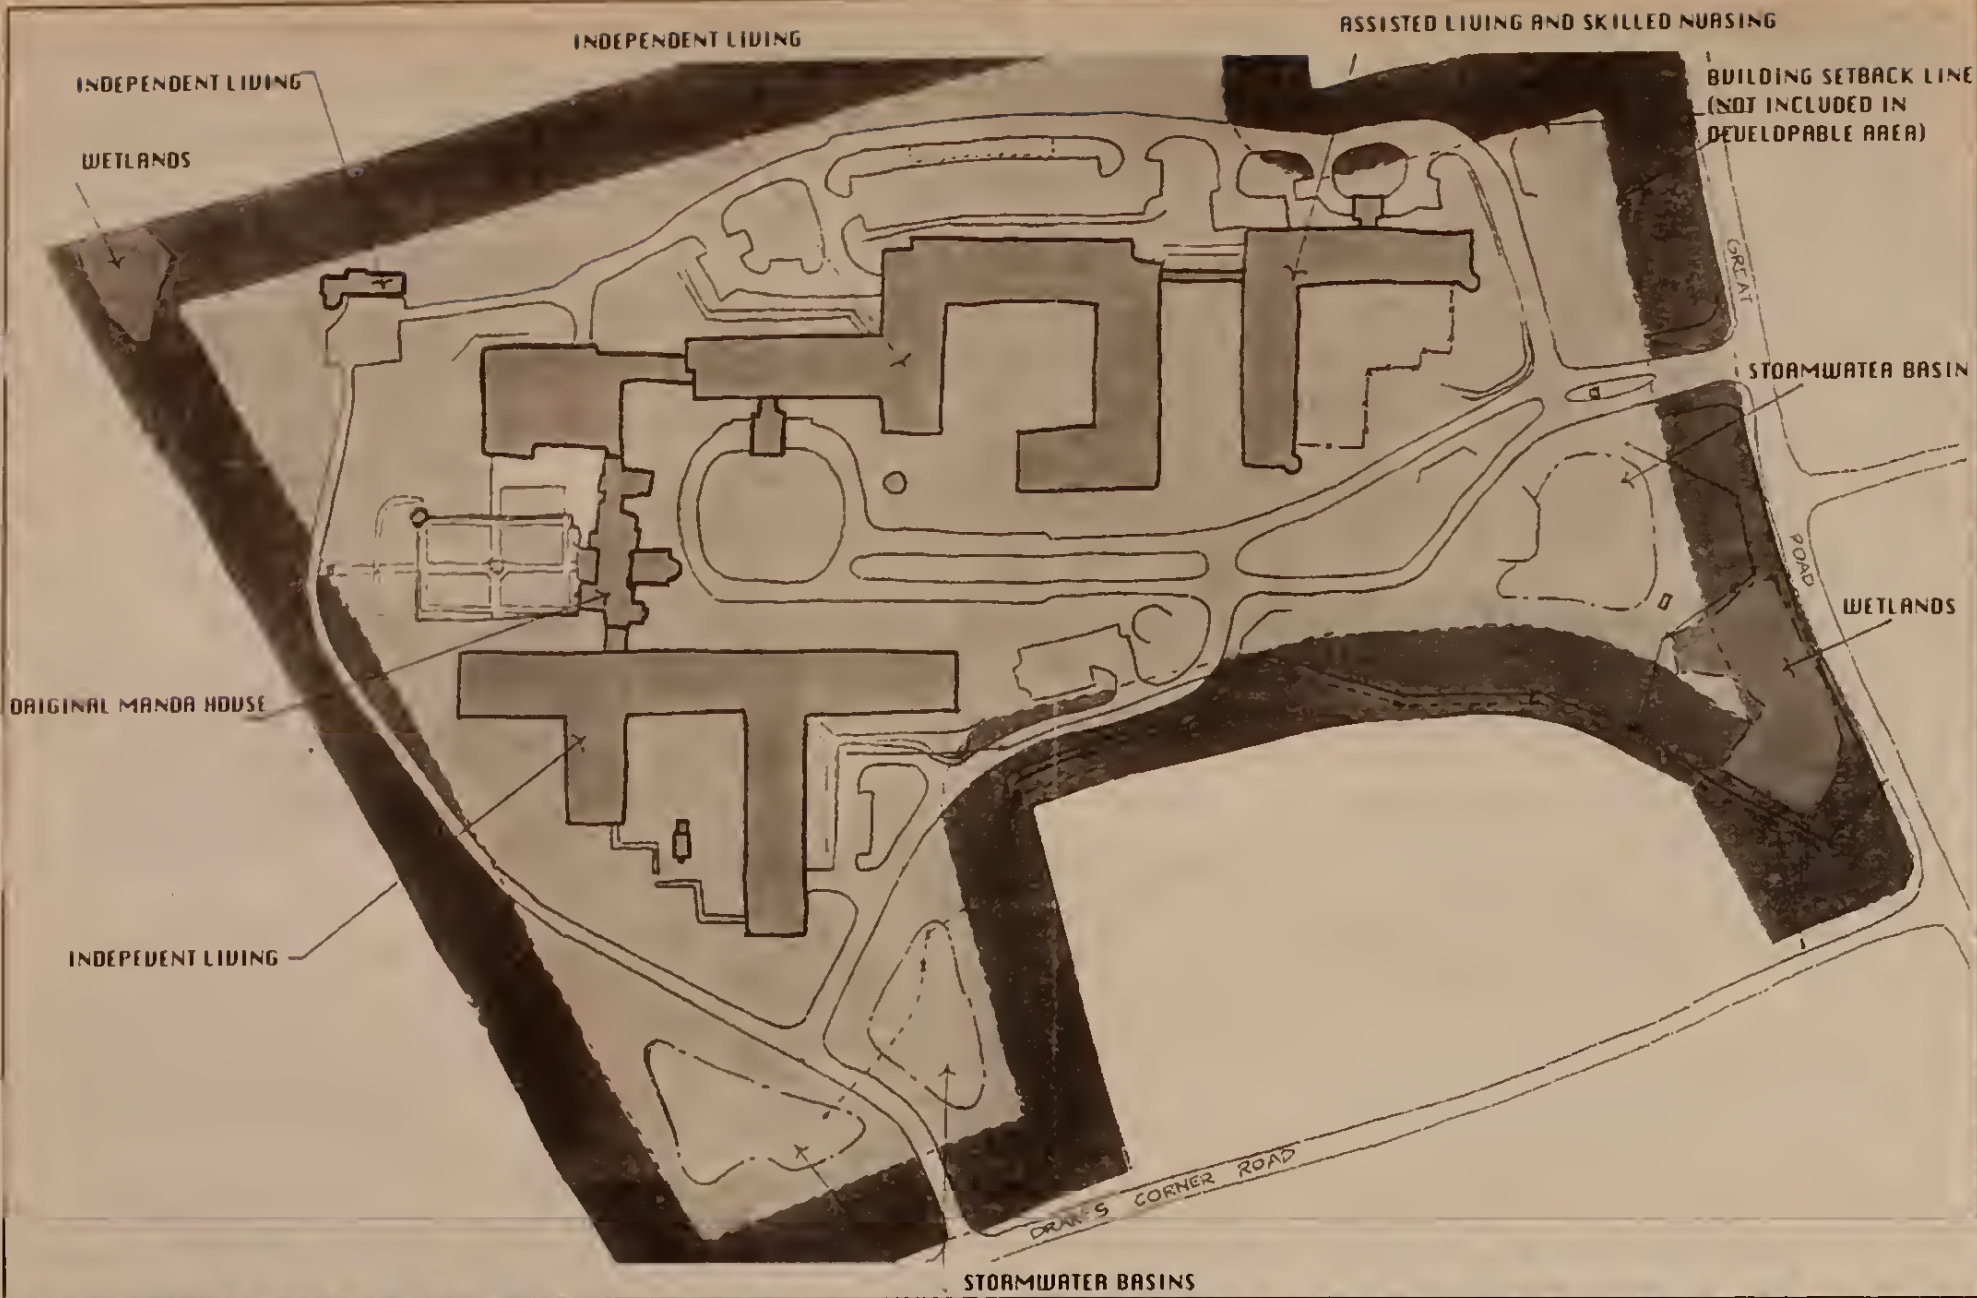 ASSISTED LIVING AND SKILLED NURSING
INDEPENDENT LIVING
INDEPENDENT LIVING
BUILDING SETBACK LINE
(NOT INCLUDED IN
DEVELOPABLE AREA)
WETLANDS
GREAT
STORMWATER BASIN
ROAD
WETLANDS
ORIGINAL MANOR HOUSE
INDEPEVENT LIVING
CORNER ROAD
STORMWATER BASINS